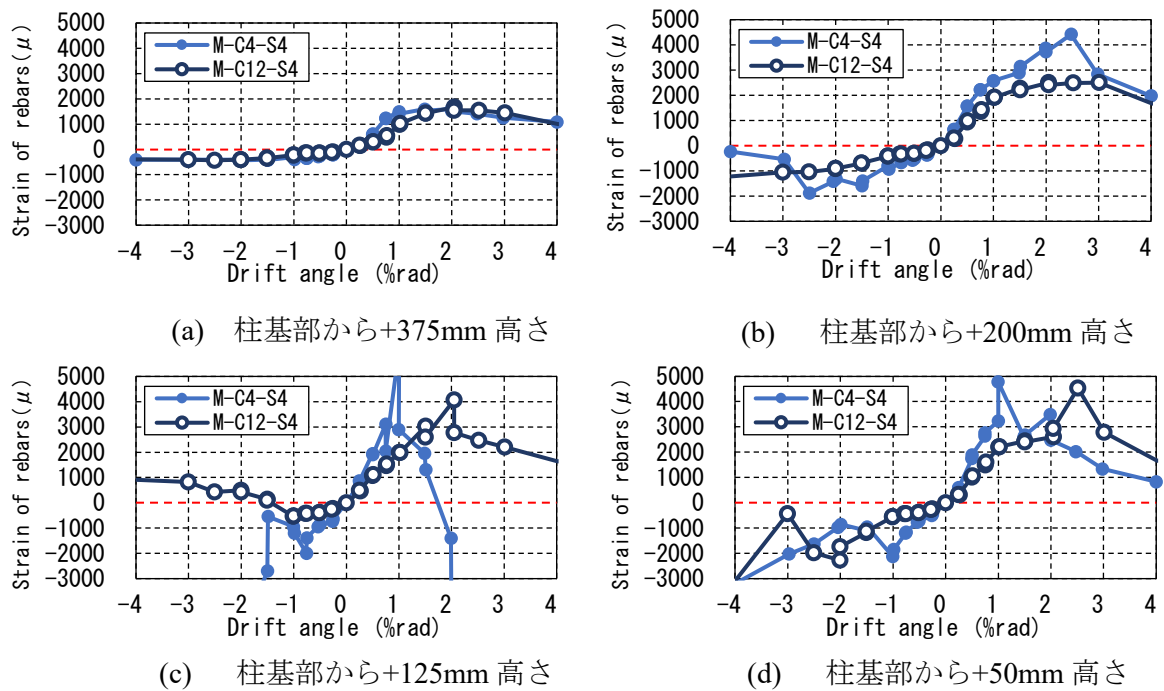 5000
4000
3000
2000
1000
0
-1000
-2000
-3000
Strain of rebars(μ)
M-C4-S4
M-C12-S4
-4 -3 -2 -1 0 1 2 3 4
Drift angle (%rad)
(a) 柱基部から+375mm 高さ
5000
4000
3000
2000
1000
0
-1000
-2000
-3000
Strain of rebars(μ)
M-C4-S4
M-C12-S4
-4 -3 -2 -1 0 1 2 3 4
Drift angle (%rad)
(b) 柱基部から+200mm 高さ
5000
4000
3000
2000
1000
0
-1000
-2000
-3000
Strain of rebars(μ)
M-C4-S4
M-C12-S4
-4 -3 -2 -1 0 1 2 3 4
Drift angle (%rad)
(c) 柱基部から+125mm 高さ
5000
4000
3000
2000
1000
0
-1000
-2000
-3000
Strain of rebars(μ)
M-C4-S4
M-C12-S4
-4 -3 -2 -1 0 1 2 3 4
Drift angle (%rad)
(d) 柱基部から+50mm 高さ